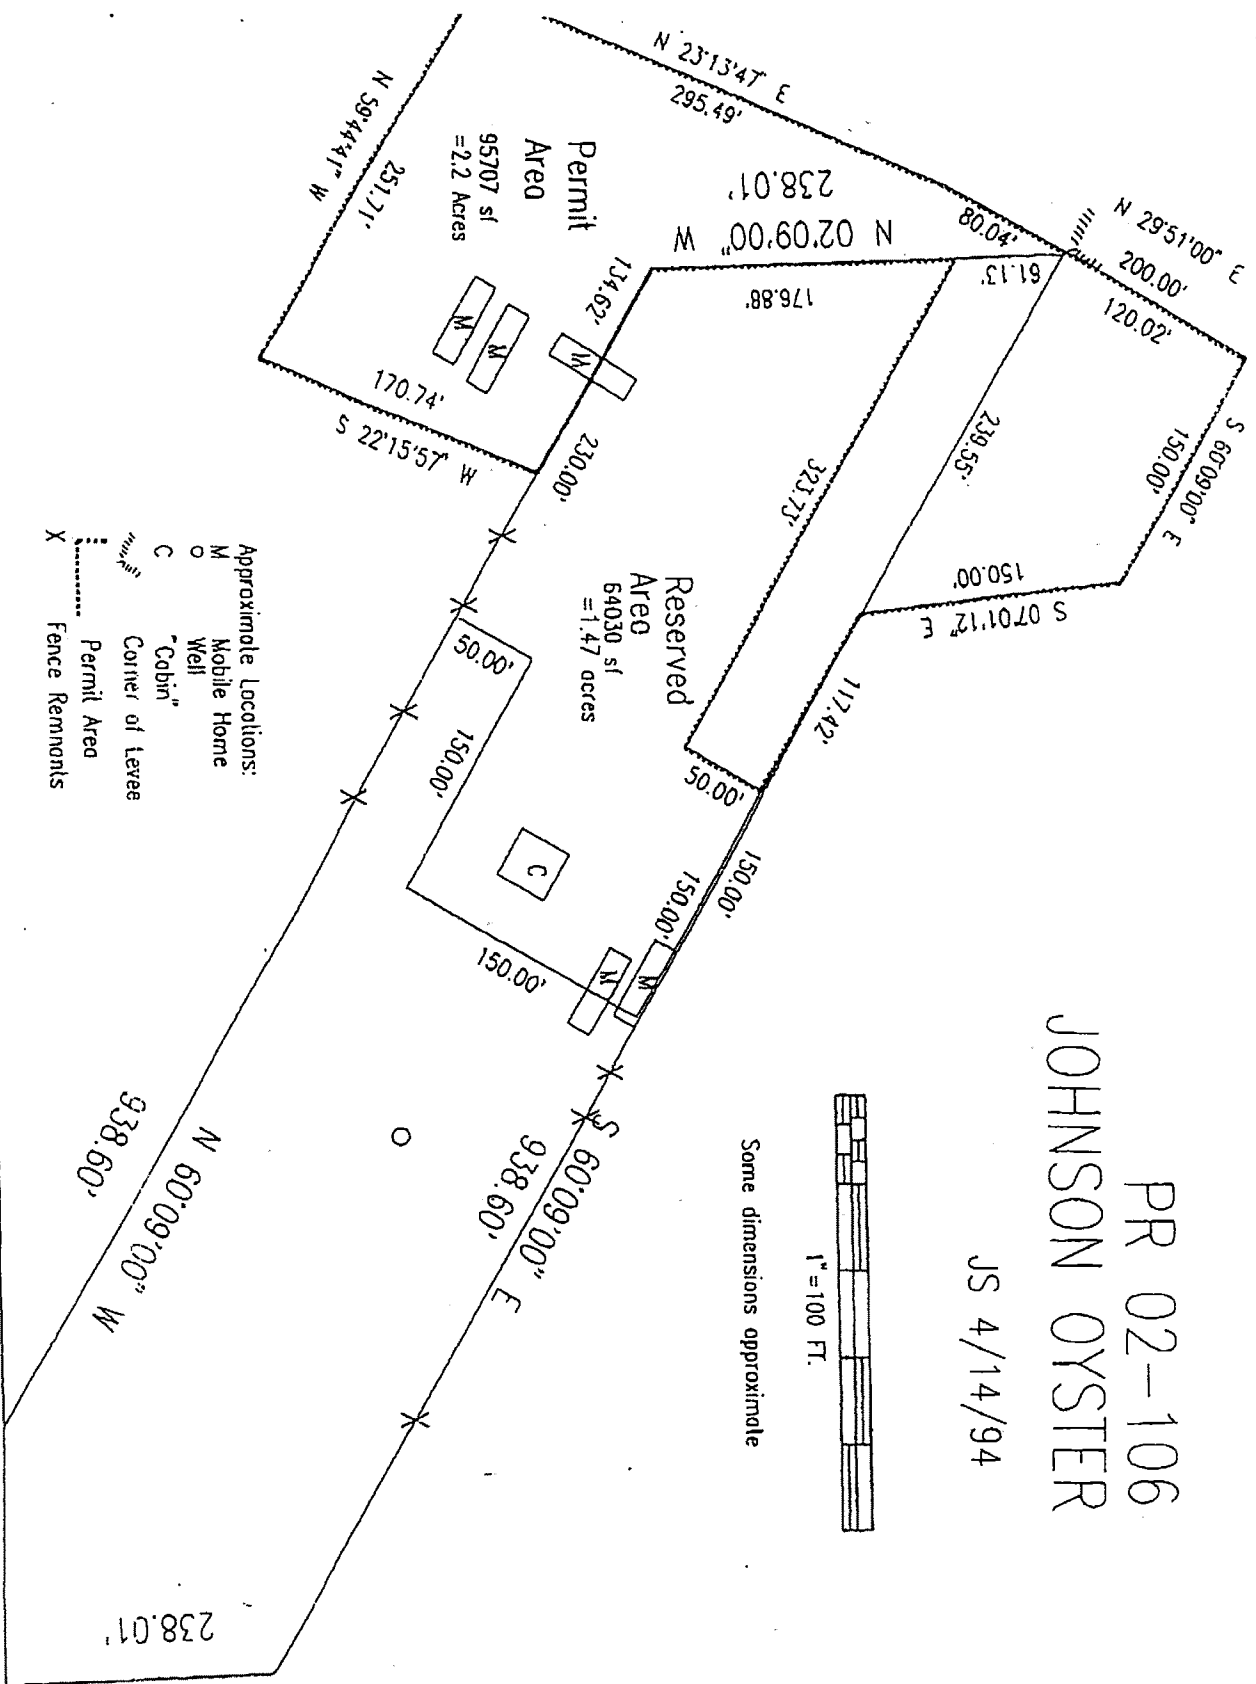 PR 02-106
JOHNSON OYSTER
JS 4/14/94
1"=100 FT.
Some dimensions approximate
N 29°51'00" E
200.00'
120.02'
80.04'
S 60°09'00" E
150.00'
S 07°01'12" E
150.00'
N 23°13'47" E
295.49'
238.01'
N 02°09'00" W
61.13'
176.88'
239.55'
117.42'
323.73'
50.00'
150.00'
150.00'
Permit
Area
95707 sf
=2.2 Acres
134.62'
230.00'
N 59°44'41" W
251.71'
170.74'
S 22°15'57" W
M
M
M
Reserved
Area
64030 sf
=1.47 acres
50.00'
150.00'
150.00'
C
M
M
S 60°09'00" E
938.60'
N 60°09'00" W
938.60'
238.01'
Approximate Locations:
M Mobile Home
O Well
C "Cabin"
Corner of Levee
Permit Area
X Fence Remnants